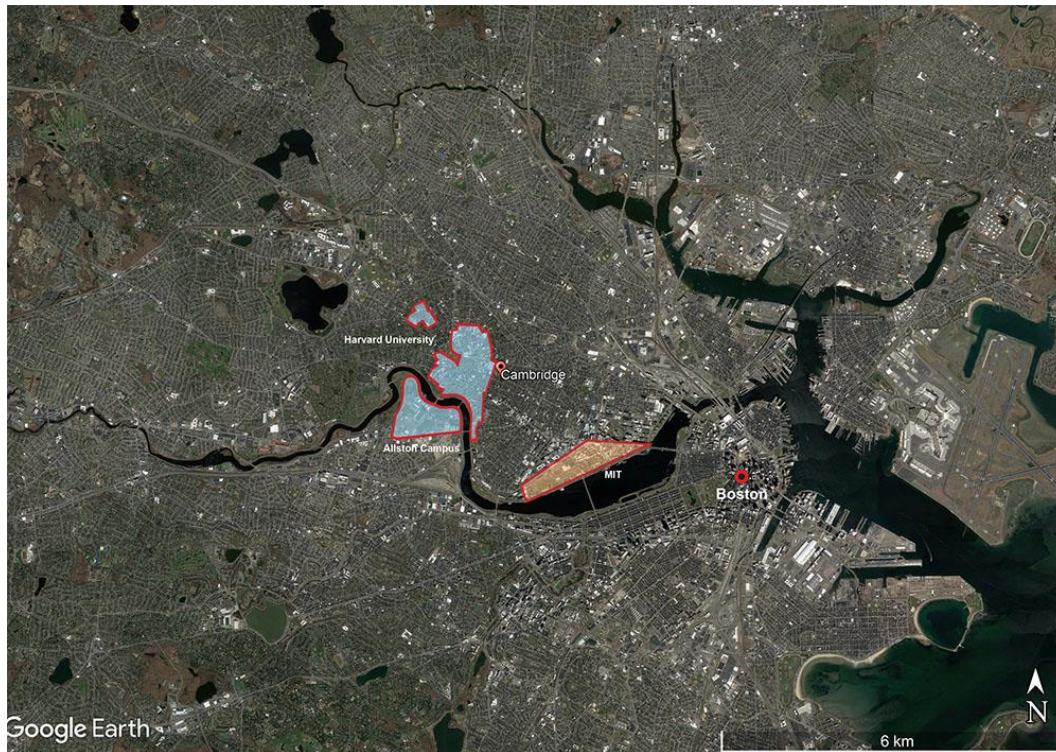 Harvard University
Cambridge
Allston Campus
MIT
Boston
N
Google Earth
6 km